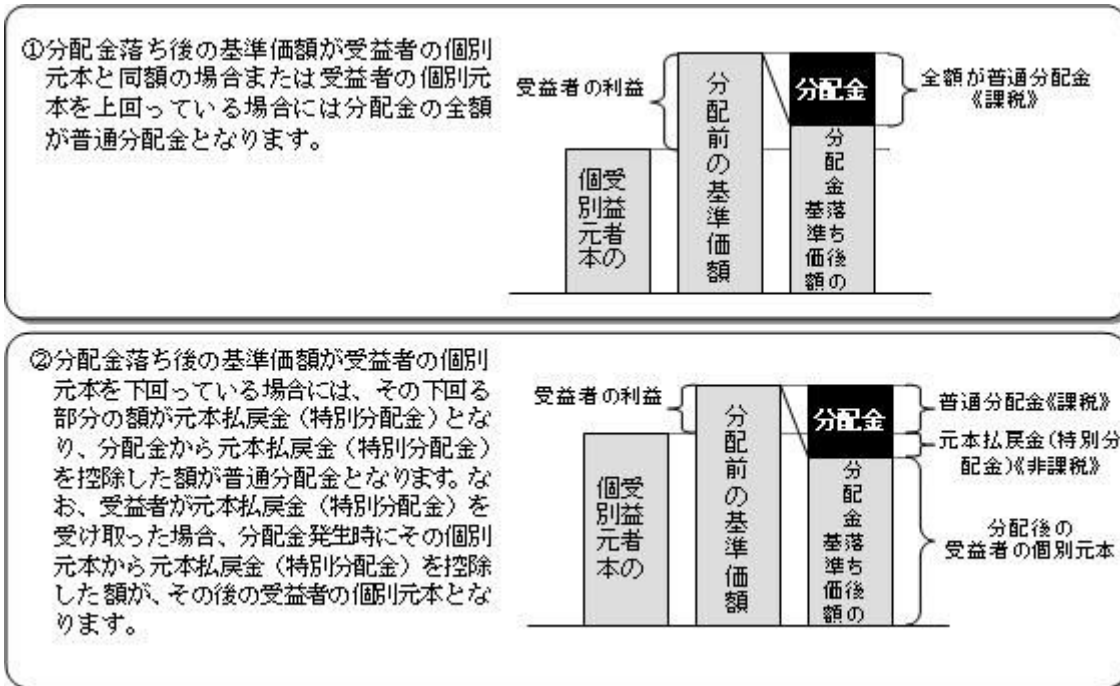 ①分配金落ち後の基準価額が受益者の個別
元本と同額の場合または受益者の個別元
本を上回っている場合には分配金の全額
が普通分配金となります。
受益者の利益
受益者の
個別元本
分配前の基準価額
分配金
分配金落ち後の
基準価額
全額が普通分配金
《課税》
②分配金落ち後の基準価額が受益者の個別
元本を下回っている場合には、その下回る
部分の額が元本払戻金（特別分配金）とな
り、分配金から元本払戻金（特別分配金）
を控除した額が普通分配金となります。な
お、受益者が元本払戻金（特別分配金）を
受け取った場合、分配金発生時にその個別
元本から元本払戻金（特別分配金）を控除
した額が、その後の受益者の個別元本とな
ります。
受益者の利益
受益者の
個別元本
分配前の基準価額
分配金
分配金落ち後の
基準価額
普通分配金《課税》
元本払戻金(特別分
配金)《非課税》
分配後の
受益者の個別元本